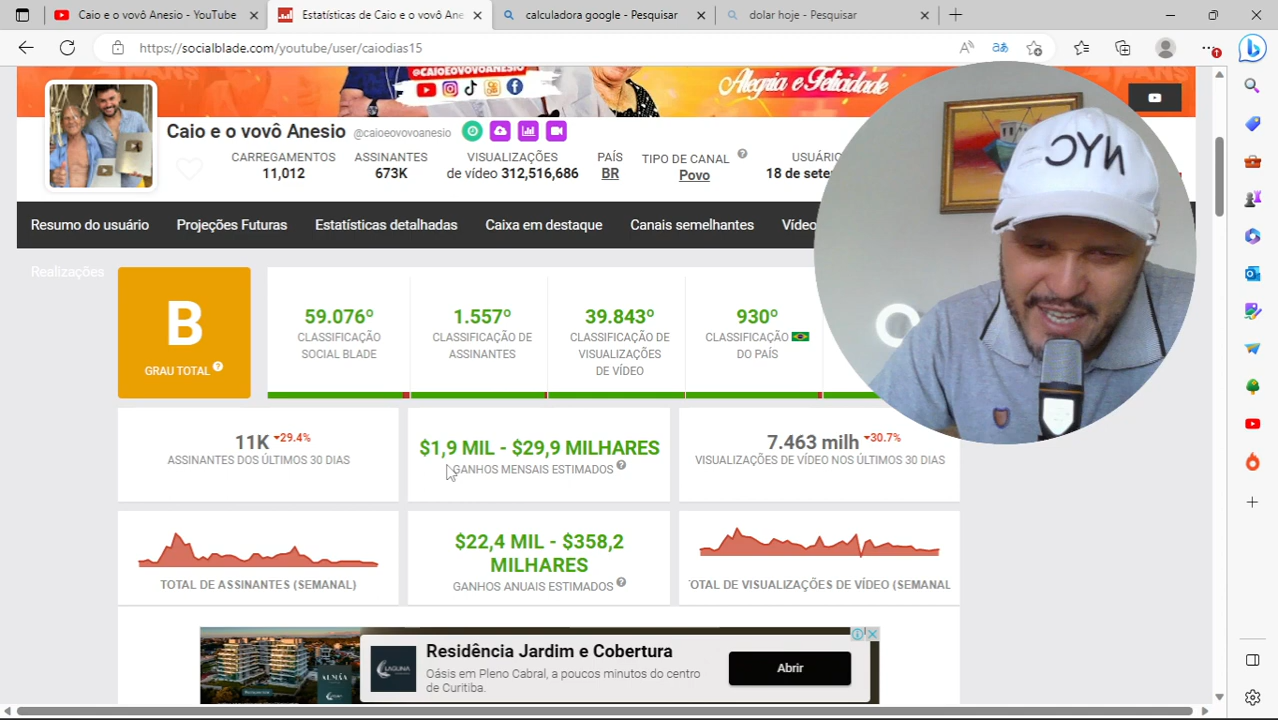 Caio e o vovô Anesio - YouTube
Estatísticas de Caio e o vovô Ane
calculadora google - Pesquisar
dolar hoje - Pesquisar
https://socialblade.com/youtube/user/caiodias15
@CAIOEOVOVOANESIO
Alegria e Felicidade
Caio e o vovô Anesio @caioeovovoanesio
CARREGAMENTOS
11,012
ASSINANTES
673K
VISUALIZAÇÕES
de vídeo 312,516,686
PAÍS
BR
TIPO DE CANAL
Povo
USUÁRIO
18 de setem
Resumo do usuário
Projeções Futuras
Estatísticas detalhadas
Caixa em destaque
Canais semelhantes
Vídeo
Realizações
B
GRAU TOTAL
59.076º
CLASSIFICAÇÃO
SOCIAL BLADE
1.557º
CLASSIFICAÇÃO DE
ASSINANTES
39.843º
CLASSIFICAÇÃO DE
VISUALIZAÇÕES
DE VÍDEO
930º
CLASSIFICAÇÃO
DO PAÍS
11K 29.4%
ASSINANTES DOS ÚLTIMOS 30 DIAS
$1,9 MIL - $29,9 MILHARES
GANHOS MENSAIS ESTIMADOS
7.463 milh 30.7%
VISUALIZAÇÕES DE VÍDEO NOS ÚLTIMOS 30 DIAS
TOTAL DE ASSINANTES (SEMANAL)
$22,4 MIL - $358,2
MILHARES
GANHOS ANUAIS ESTIMADOS
OTAL DE VISUALIZAÇÕES DE VÍDEO (SEMANAL
NYC
Residência Jardim e Cobertura
Oásis em Pleno Cabral, a poucos minutos do centro
de Curitiba.
LAGUNA
Abrir